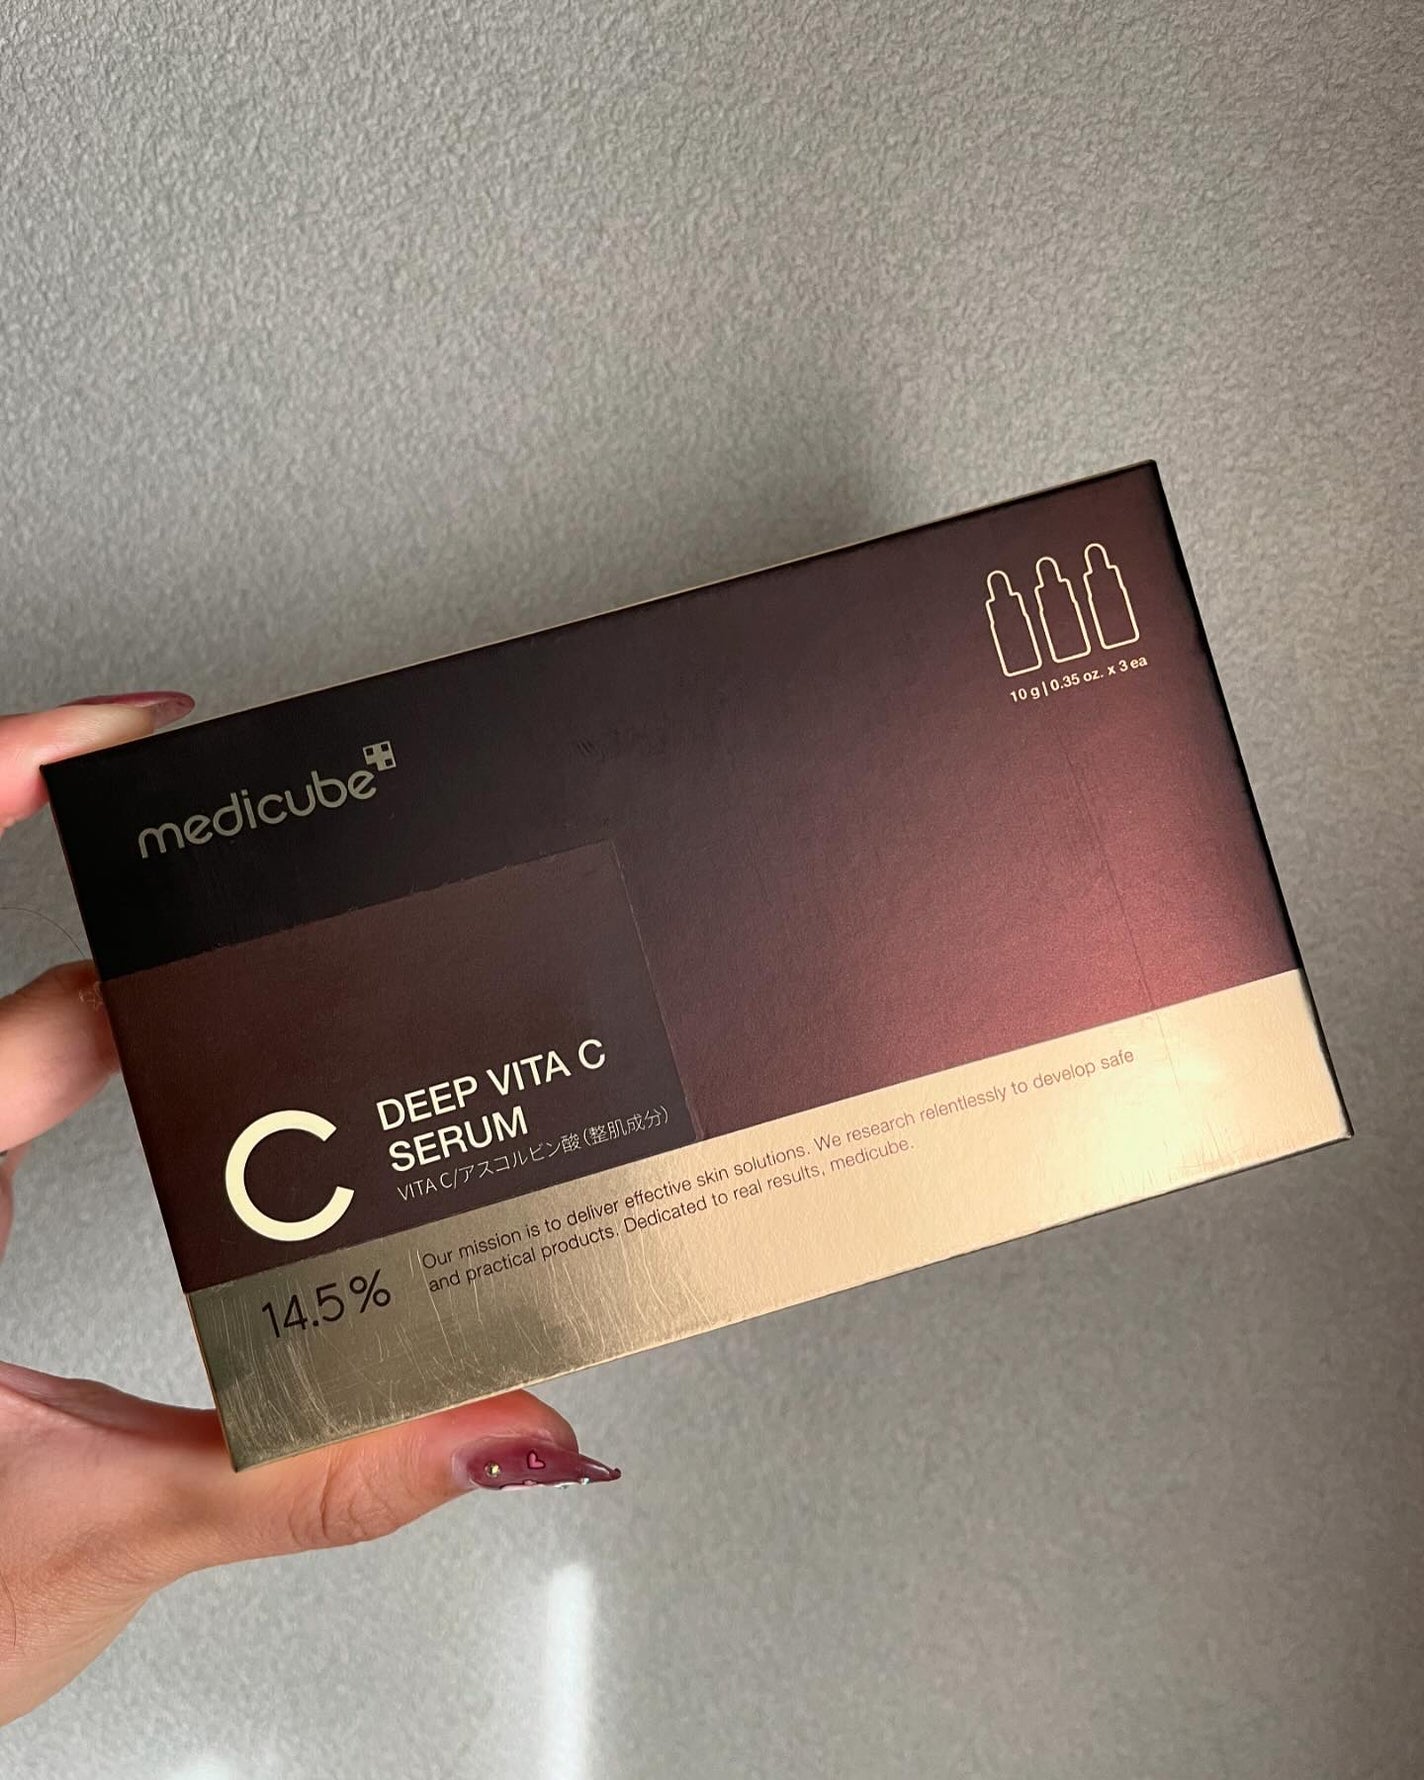 10 g | 0.35 oz. x 3 ea
medicube
C
DEEP VITA C
SERUM
VITA C/アスコルビン酸(整肌成分)
14.5%
Our mission is to deliver effective skin solutions. We research relentlessly to develop safe
and practical products. Dedicated to real results, medicube.